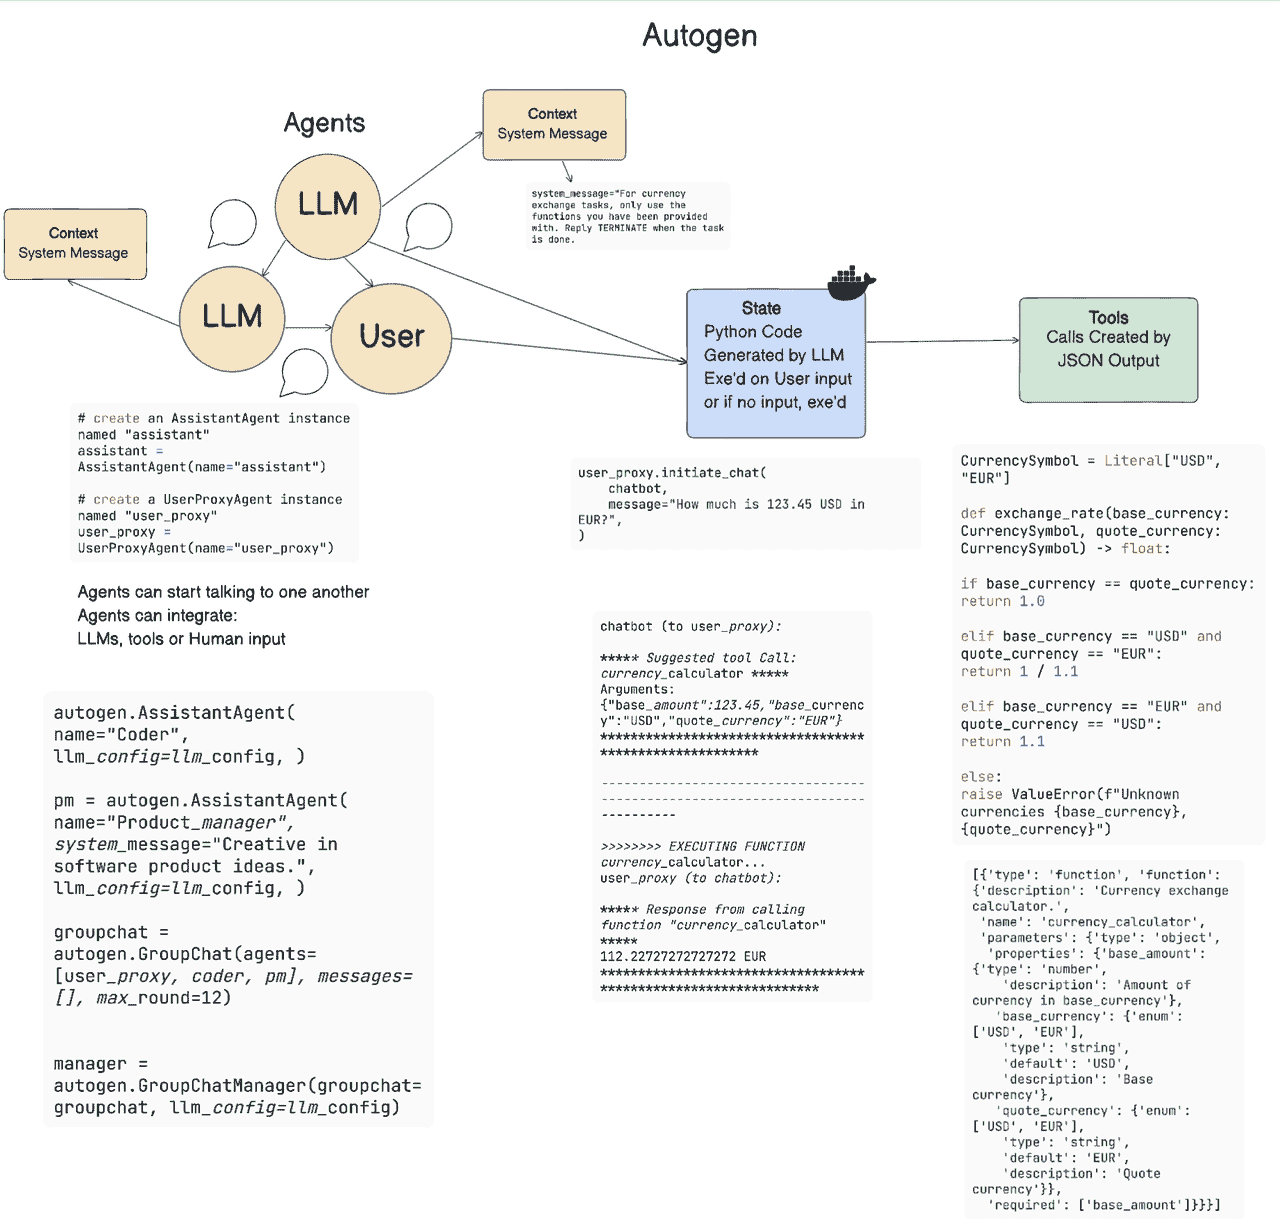 Autogen
Agents
Context
System Message
system_message="For currency
exchange tasks, only use the
functions you have been provided
with. Reply TERMINATE when the task
is done.
LLM
Context
System Message
LLM
User
State
Python Code
Generated by LLM
Exe'd on User input
or if no input, exe'd
Tools
Calls Created by
JSON Output
# create an AssistantAgent instance
named "assistant"
assistant =
AssistantAgent(name="assistant")
# create a UserProxyAgent instance
named "user_proxy"
user_proxy =
UserProxyAgent(name="user_proxy")
Agents can start talking to one another
Agents can integrate:
LLMs, tools or Human input
autogen.AssistantAgent(
name="Coder",
llm_config=llm_config, )
pm = autogen.AssistantAgent(
name="Product_manager",
system_message="Creative in
software product ideas.",
llm_config=llm_config, )
groupchat =
autogen.GroupChat(agents=
[user_proxy, coder, pm], messages=
[], max_round=12)
manager =
autogen.GroupChatManager(groupchat=
groupchat, llm_config=llm_config)
user_proxy.initiate_chat(
chatbot,
message="How much is 123.45 USD in
EUR?",
)
chatbot (to user_proxy):
***** Suggested tool Call:
currency_calculator *****
Arguments:
{"base_amount":123.45,"base_currenc
y":"USD","quote_currency":"EUR"}
***********************************
*********************
-----------------------------------
-----------------------------------
----------
>>>>>>>> EXECUTING FUNCTION
currency_calculator...
user_proxy (to chatbot):
***** Response from calling
function "currency_calculator"
*****
112.22727272727272 EUR
***********************************
*****************************
CurrencySymbol = Literal["USD",
"EUR"]
def exchange_rate(base_currency:
CurrencySymbol, quote_currency:
CurrencySymbol) -> float:
if base_currency == quote_currency:
return 1.0
elif base_currency == "USD" and
quote_currency == "EUR":
return 1 / 1.1
elif base_currency == "EUR" and
quote_currency == "USD":
return 1.1
else:
raise ValueError(f"Unknown
currencies {base_currency},
{quote_currency}")
[{'type': 'function', 'function':
{'description': 'Currency exchange
calculator.',
'name': 'currency_calculator',
'parameters': {'type': 'object',
'properties': {'base_amount':
{'type': 'number',
'description': 'Amount of
currency in base_currency'},
'base_currency': {'enum':
['USD', 'EUR'],
'type': 'string',
'default': 'USD',
'description': 'Base
currency'},
'quote_currency': {'enum':
['USD', 'EUR'],
'type': 'string',
'default': 'EUR',
'description': 'Quote
currency'}},
'required': ['base_amount']}}}]